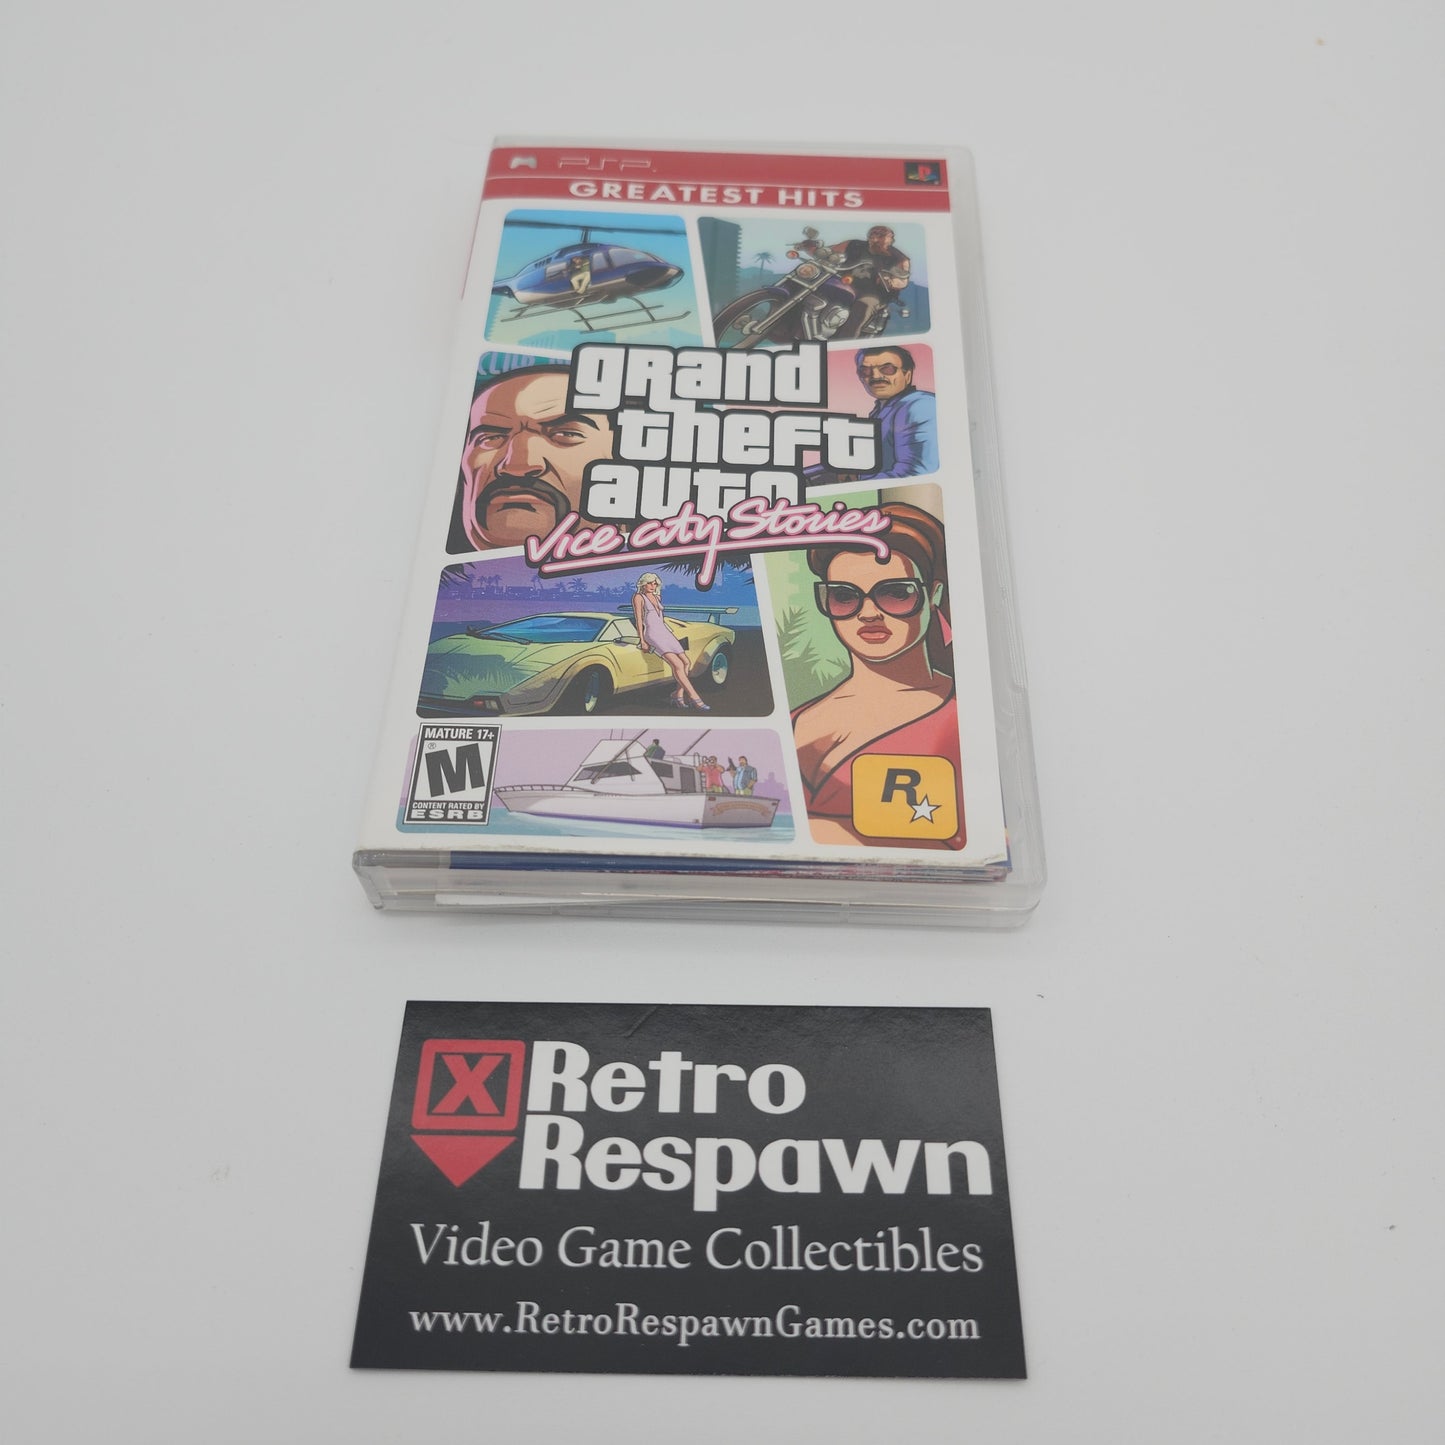 PSP
GREATEST HITS
grand
theft
auto
Vice City Stories
MATURE 17+
M
CONTENT RATED BY
ESRB
R
X
Retro
Respawn
Video Game Collectibles
www.RetroRespawnGames.com